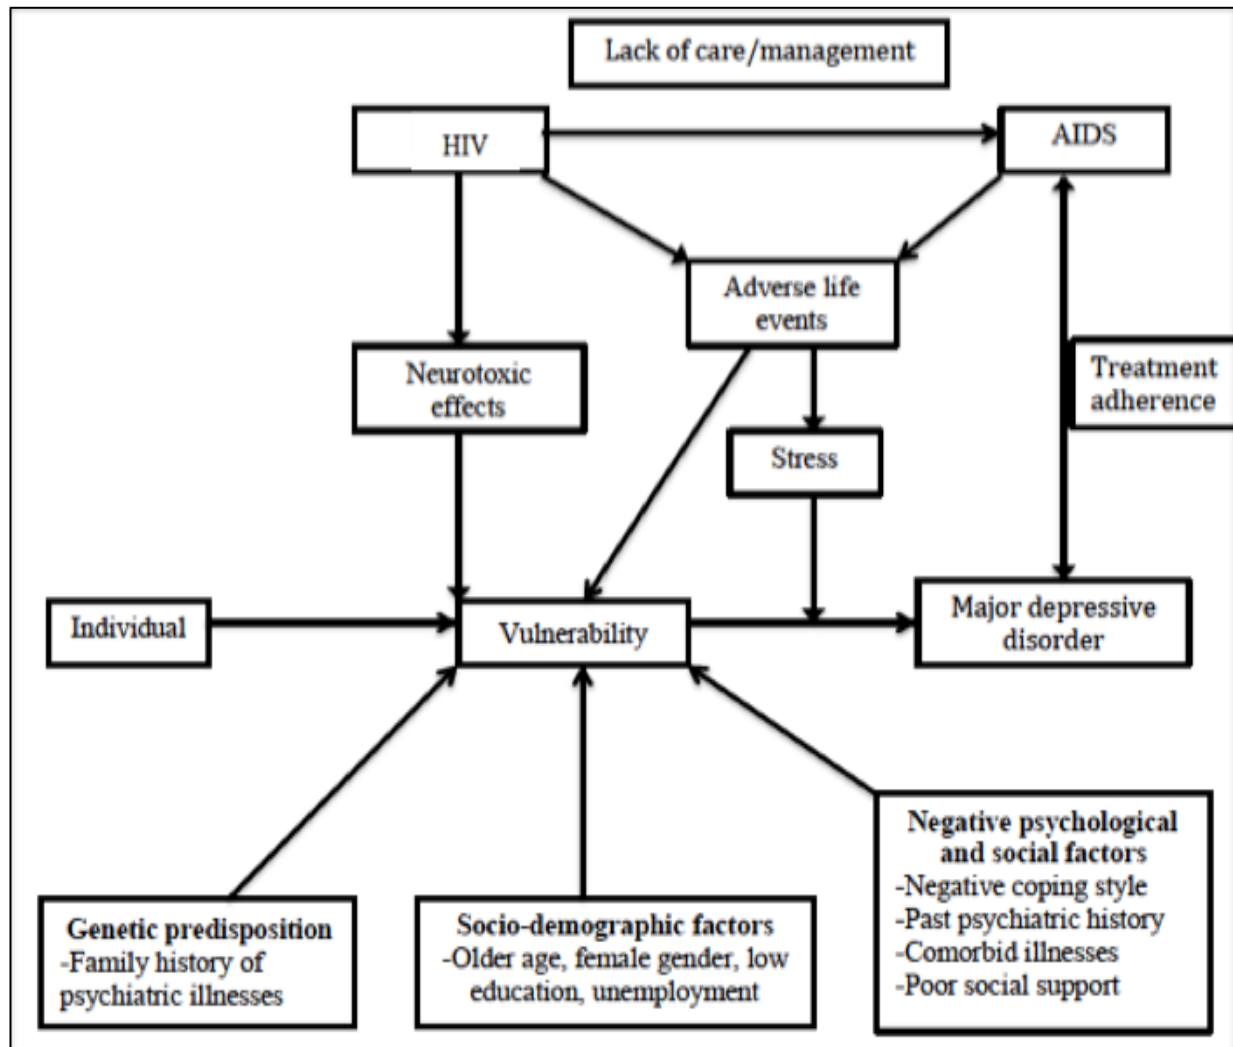 Lack of care/management
HIV
AIDS
Adverse life
events
Neurotoxic
effects
Treatment
adherence
Stress
Individual
Vulnerability
Major depressive
disorder
Genetic predisposition
-Family history of
psychiatric illnesses
Socio-demographic factors
-Older age, female gender, low
education, unemployment
Negative psychological
and social factors
-Negative coping style
-Past psychiatric history
-Comorbid illnesses
-Poor social support